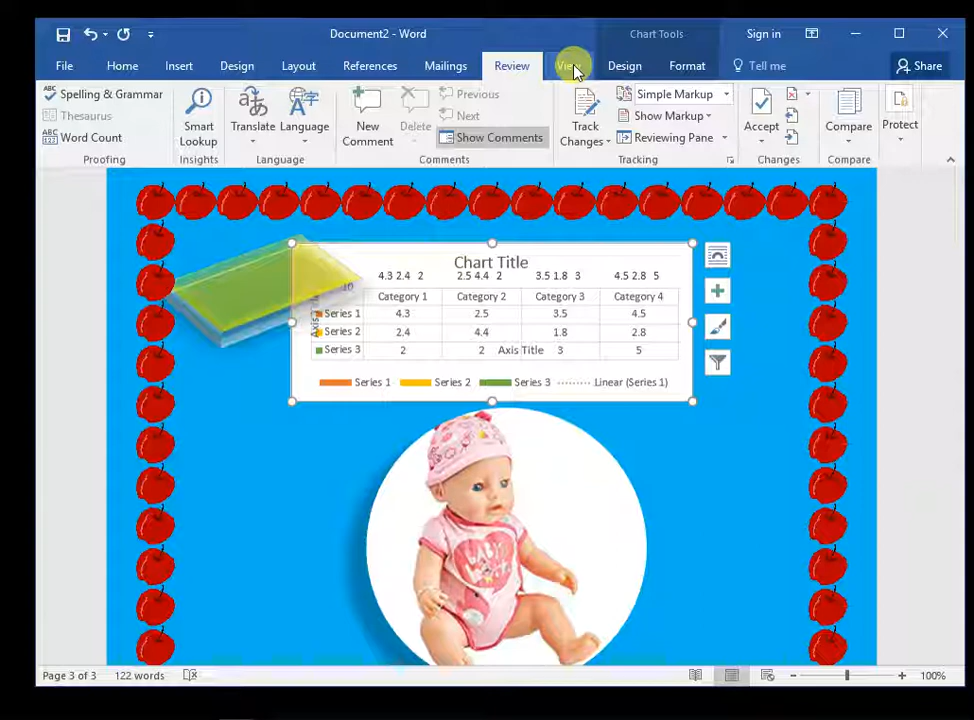 Document2 - Word
Chart Tools
Sign in
File
Home
Insert
Design
Layout
References
Mailings
Review
View
Design
Format
Tell me
Share
ABC
Spelling & Grammar
Thesaurus
ABC
123
Word Count
Proofing
Smart
Lookup
Insights
Translate
Language
Language
New
Comment
Delete
Previous
Next
Show Comments
Comments
Track
Changes
Simple Markup
Show Markup
Reviewing Pane
Tracking
Accept
Changes
Compare
Compare
Protect
Chart Title
4.3 2.4 2
2.5 4.4 2
3.5 1.8 3
4.5 2.8 5
10
Category 1 Category 2 Category 3 Category 4
Series 1 4.3 2.5 3.5 4.5
Series 2 2.4 4.4 1.8 2.8
Series 3 2 2 3 5
Axis Title
Series 1 Series 2 Series 3 Linear (Series 1)
BABY
Page 3 of 3
122 words
100%